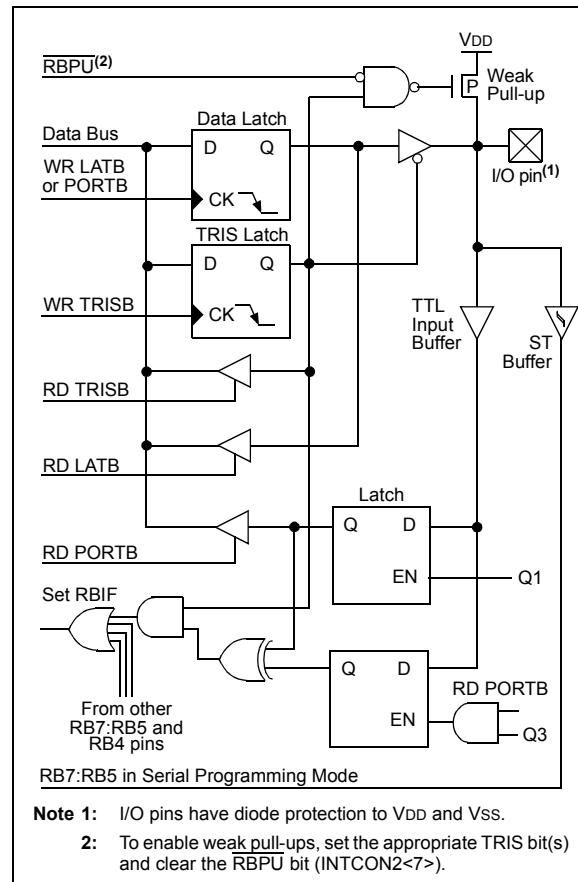 VDD
RBPU(2)
P
Weak
Pull-up
Data Bus
Data Latch
D Q
WR LATB
or PORTB
CK
I/O pin(1)
TRIS Latch
D Q
WR TRISB
CK
TTL
Input
Buffer
ST
Buffer
RD TRISB
RD LATB
Latch
Q D
RD PORTB
EN
Q1
Set RBIF
Q D
RD PORTB
EN
Q3
From other
RB7:RB5 and
RB4 pins
RB7:RB5 in Serial Programming Mode
Note 1: I/O pins have diode protection to VDD and VSS.
2: To enable weak pull-ups, set the appropriate TRIS bit(s)
and clear the RBPU bit (INTCON2<7>).